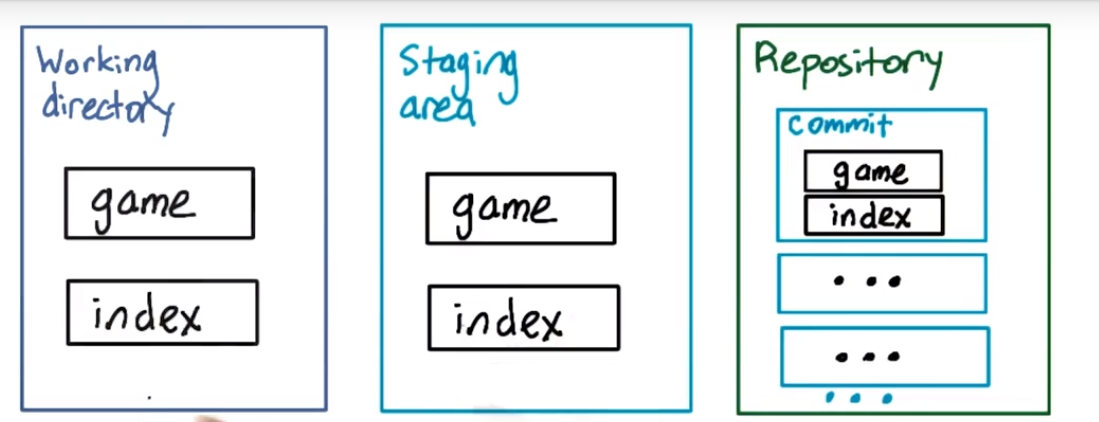 Working
directory
game
index
Staging
area
game
index
Repository
commit
game
index
...
...
...